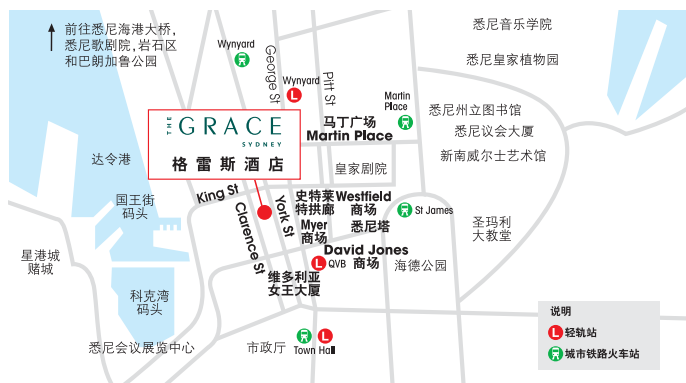 前往悉尼海港大桥,
悉尼歌剧院,岩石区
和巴朗加鲁公园
悉尼音乐学院
Wynyard
George St
悉尼皇家植物园
Wynyard
L
Pitt St
Martin
Place
悉尼州立图书馆
THE GRACE
SYDNEY
格雷斯酒店
马丁广场
Martin Place
悉尼议会大厦
新南威尔士艺术馆
达令港
皇家剧院
King St
国王街
码头
York St
Clarence St
史特莱
特拱廊
Westfield
商场
St James
Myer
商场
悉尼塔
圣玛利
大教堂
星港城
赌城
David Jones
商场
L
QVB
海德公园
维多利亚
女王大厦
科克湾
码头
说明
L 轻轨站
城市铁路火车站
悉尼会议展览中心
市政厅
L
Town Hall